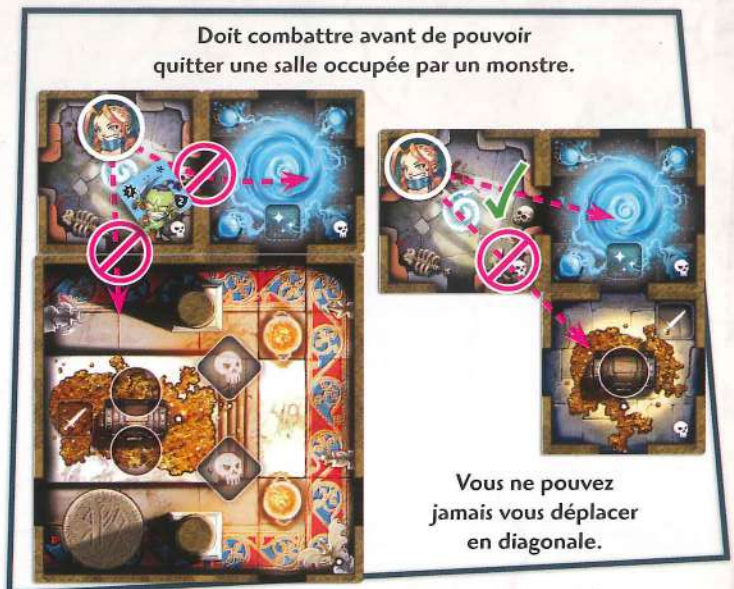 Doit combattre avant de pouvoir
quitter une salle occupée par un monstre.
2
Vous ne pouvez
jamais vous déplacer
en diagonale.